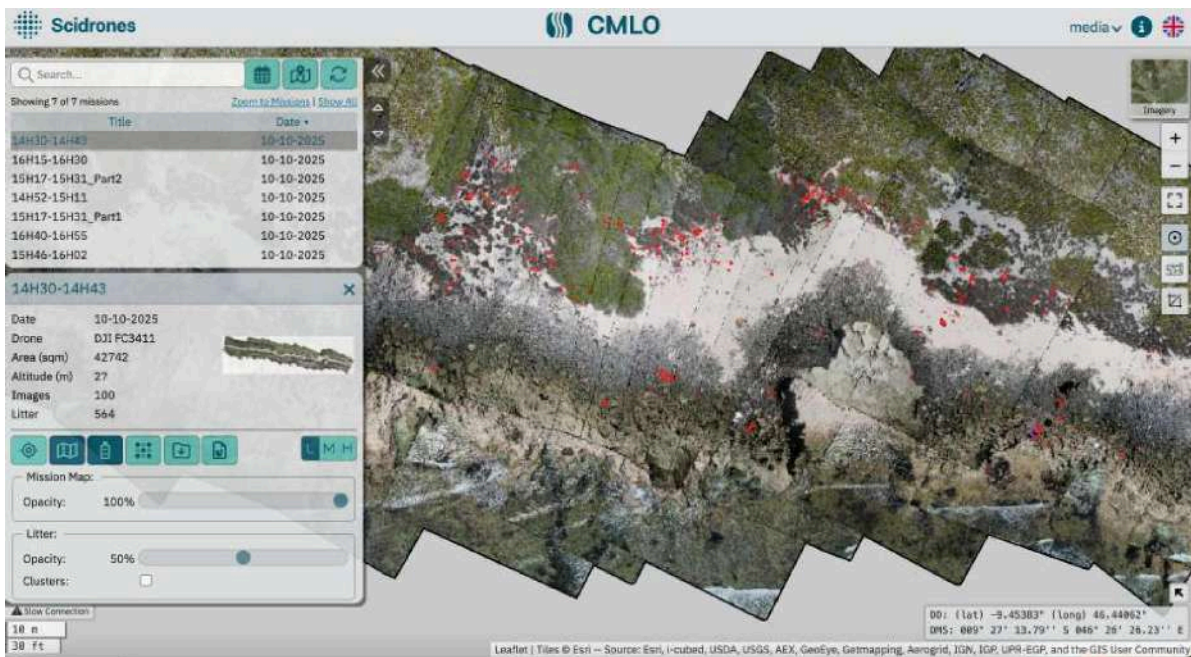 Scidrones
CMLO
media
Search...
Showing 7 of 7 missions
Zoom to Missions | Show All
Title Date
14H30-14H43 10-10-2025
16H15-16H30 10-10-2025
15H17-15H31_Part2 10-10-2025
14H52-15H11 10-10-2025
15H17-15H31_Part1 10-10-2025
16H40-16H55 10-10-2025
15H46-16H02 10-10-2025
Imagery
+
−
14H30-14H43
Date 10-10-2025
Drone DJI FC3411
Area (sqm) 42742
Altitude (m) 27
Images 100
Litter 564
L M H
Mission Map:
Opacity: 100%
Litter:
Opacity: 50%
Clusters:
Slow Connection
10 m
30 ft
DD: (lat) -9.45383° (long) 46.44062°
DMS: 009° 27' 13.79'' S 046° 26' 26.23'' E
Leaflet | Tiles © Esri — Source: Esri, i-cubed, USDA, USGS, AEX, GeoEye, Getmapping, Aerogrid, IGN, IGP, UPR-EGP, and the GIS User Community